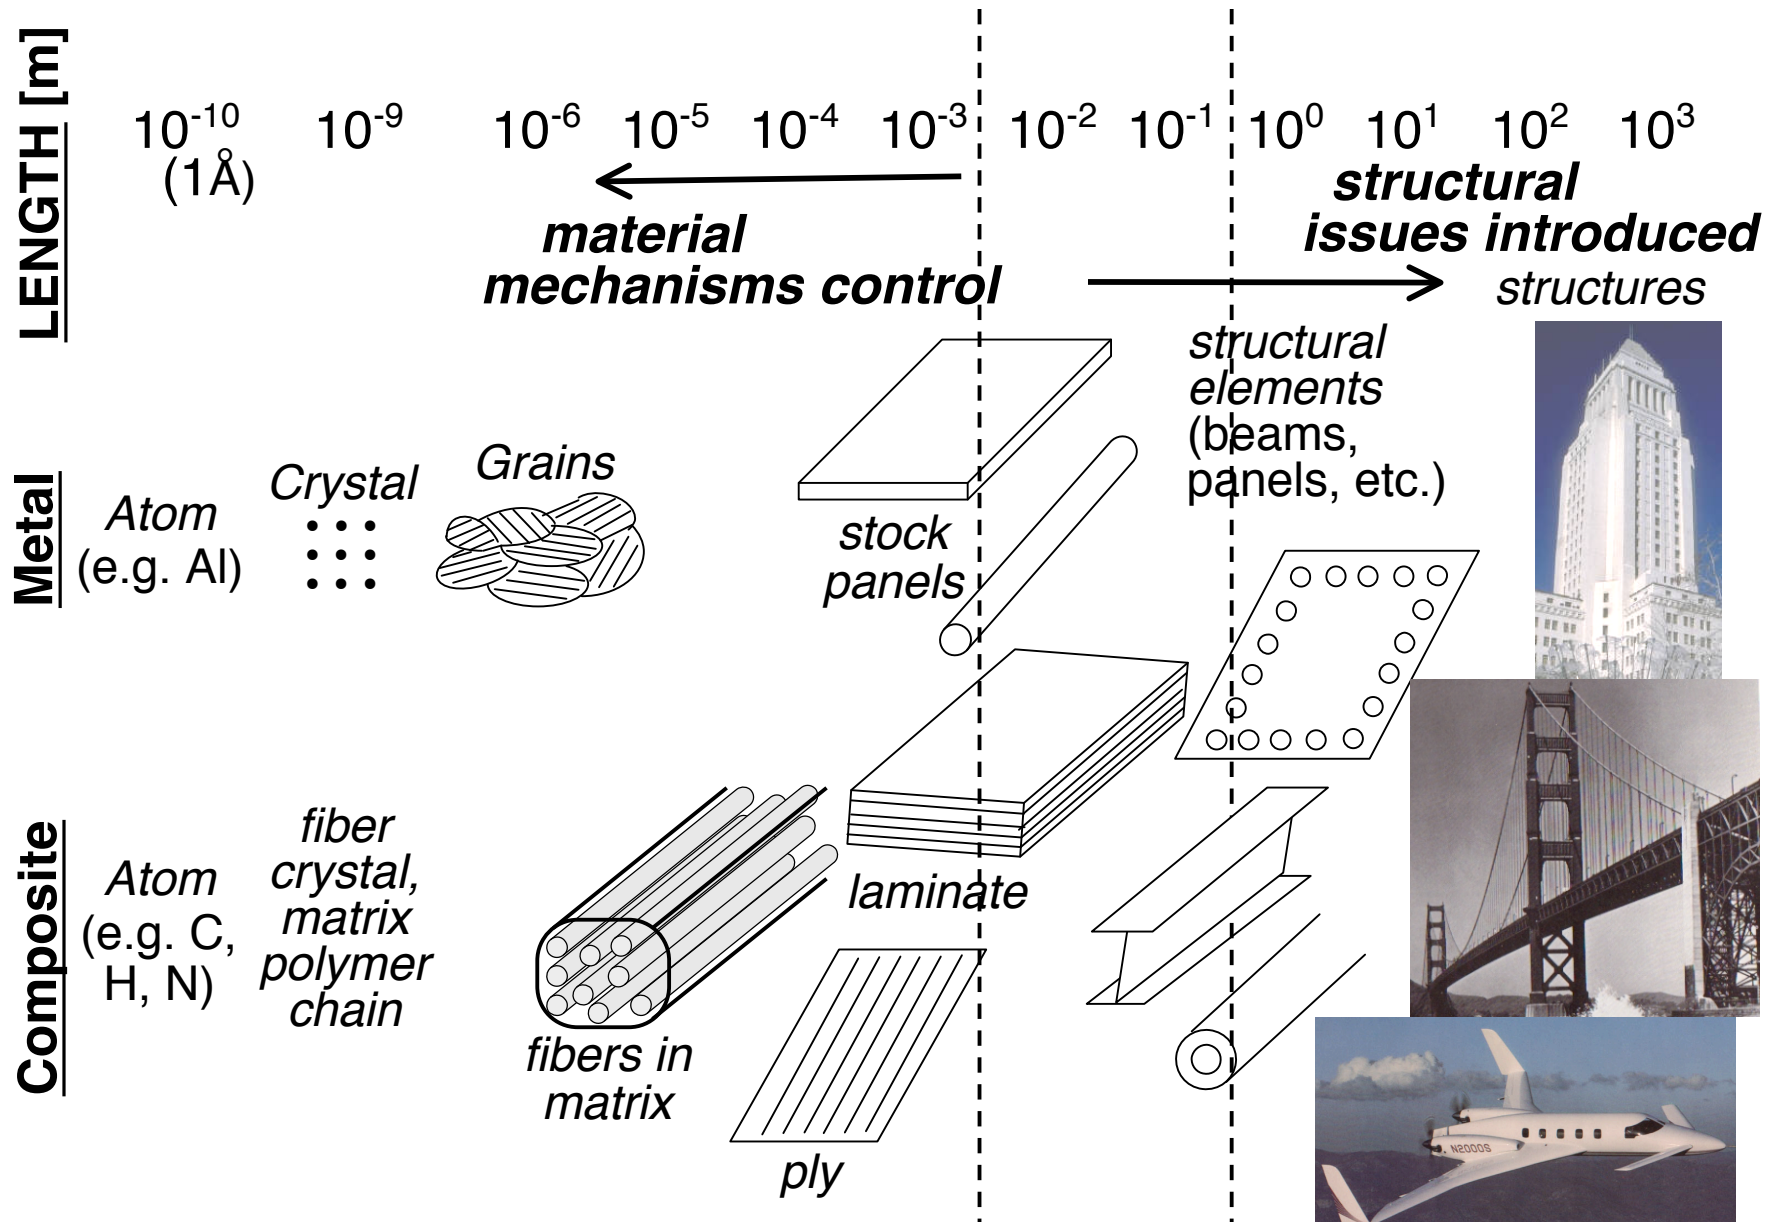 LENGTH [m]
10⁻¹⁰ 10⁻⁹ 10⁻⁶ 10⁻⁵ 10⁻⁴ 10⁻³ 10⁻² 10⁻¹ 10⁰ 10¹ 10² 10³
(1Å)
material
mechanisms control
structural
issues introduced
structures
structural
elements
(beams,
panels, etc.)
Metal
Atom
(e.g. Al)
Crystal
Grains
stock
panels
Composite
Atom
(e.g. C,
H, N)
fiber
crystal,
matrix
polymer
chain
fibers in
matrix
laminate
ply
N2000S